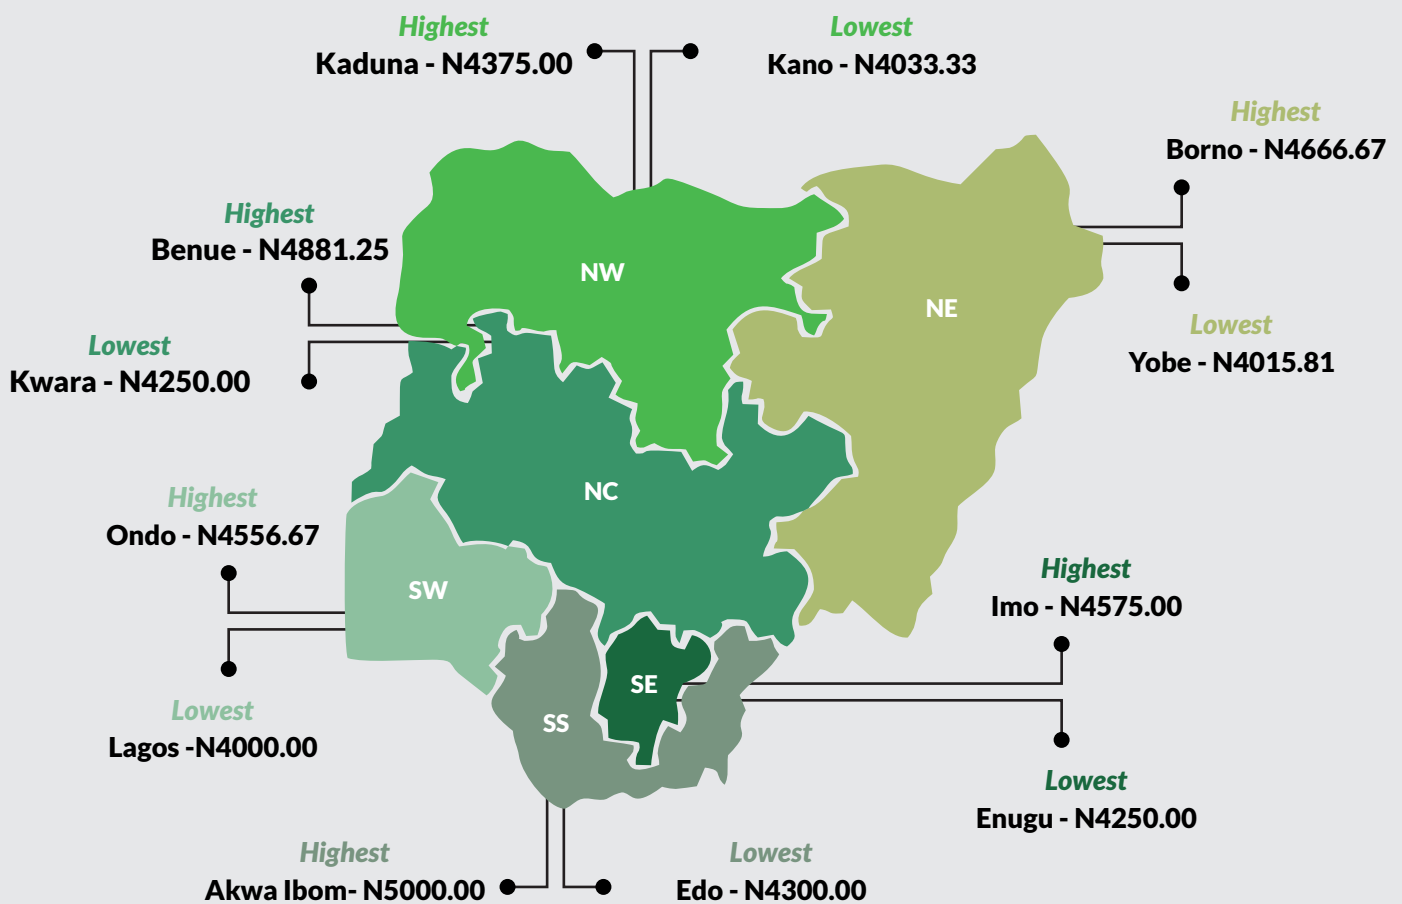 Highest
Kaduna - N4375.00
Lowest
Kano - N4033.33
Highest
Borno - N4666.67
Highest
Benue - N4881.25
NW
NE
Lowest
Yobe - N4015.81
Lowest
Kwara - N4250.00
NC
Highest
Ondo - N4556.67
SW
Highest
Imo - N4575.00
SE
SS
Lowest
Lagos -N4000.00
Lowest
Enugu - N4250.00
Highest
Akwa Ibom- N5000.00
Lowest
Edo - N4300.00